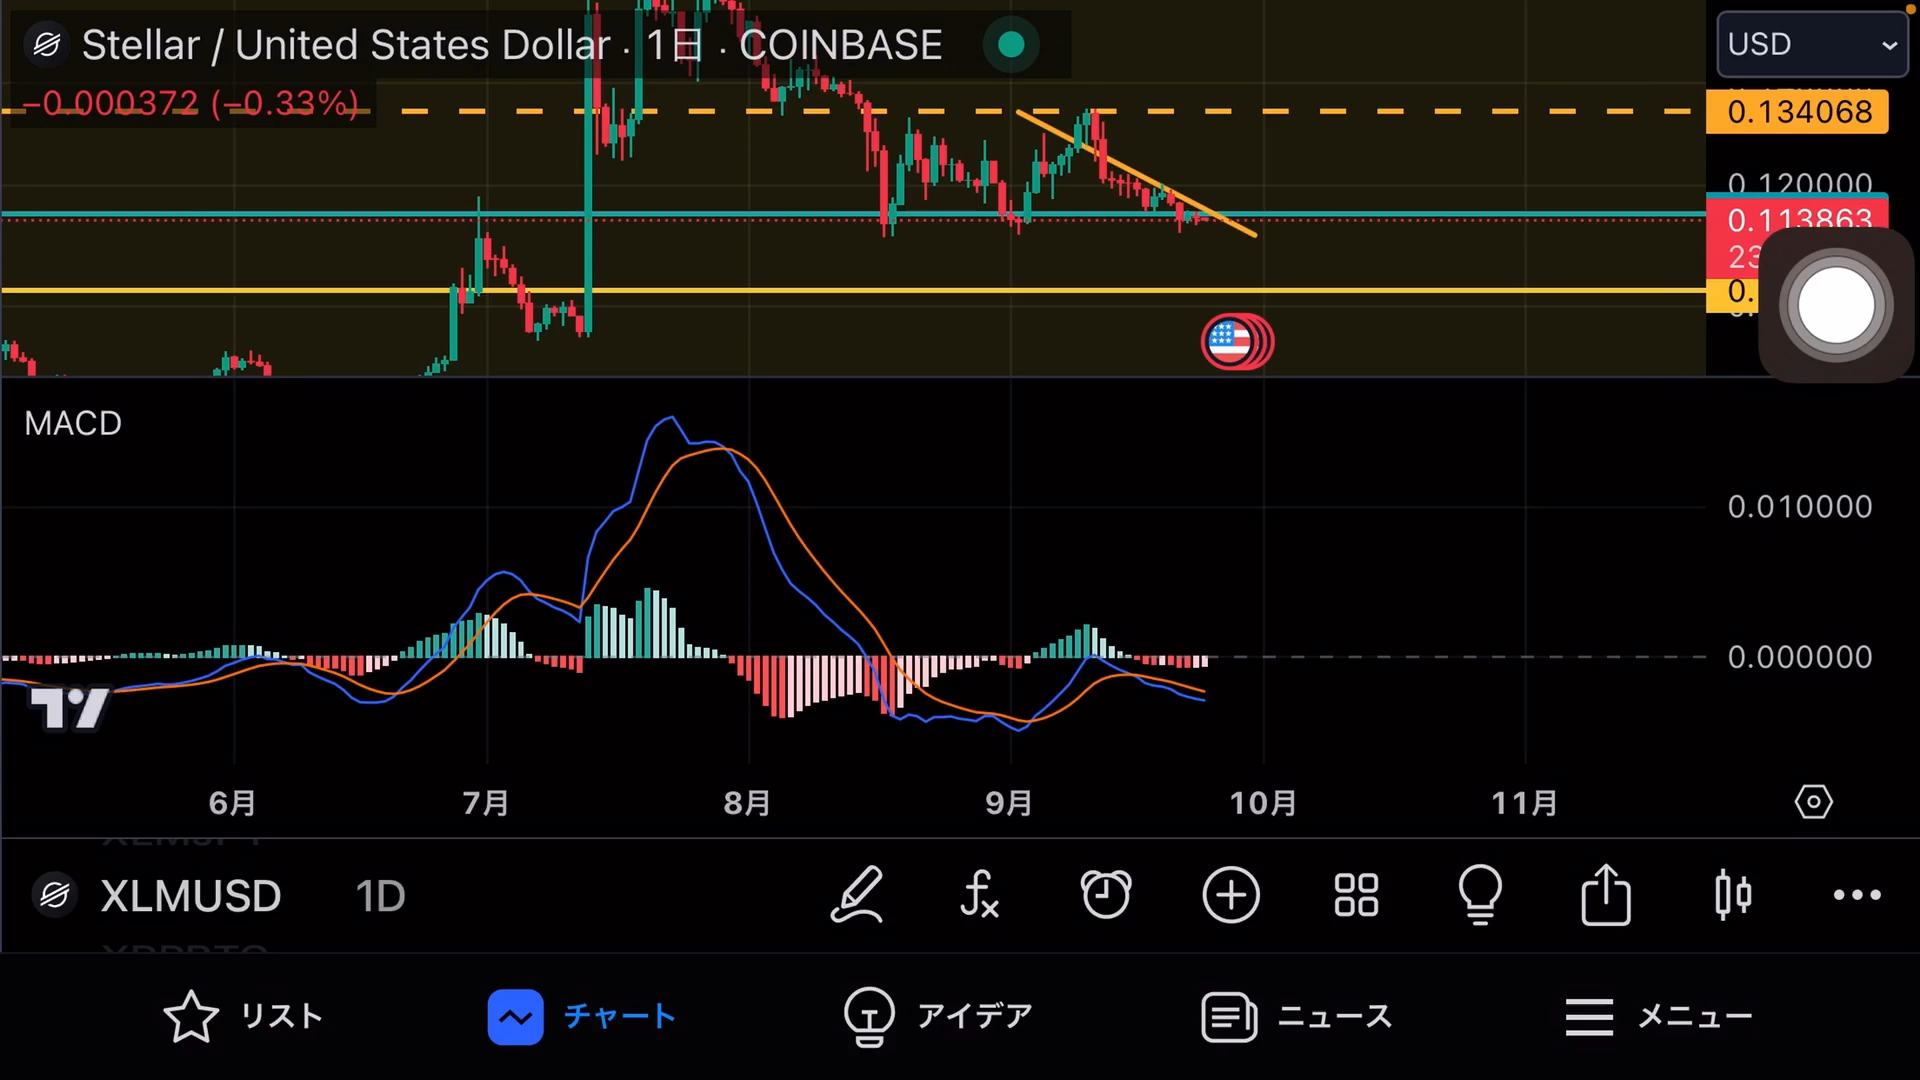 Stellar / United States Dollar · 1日 · COINBASE
USD
−0.000372 (−0.33%)
0.134068
0.120000
0.113863
23
0.
MACD
0.010000
0.000000
6月 7月 8月 9月 10月 11月
XLMUSD 1D
リスト チャート アイデア ニュース メニュー